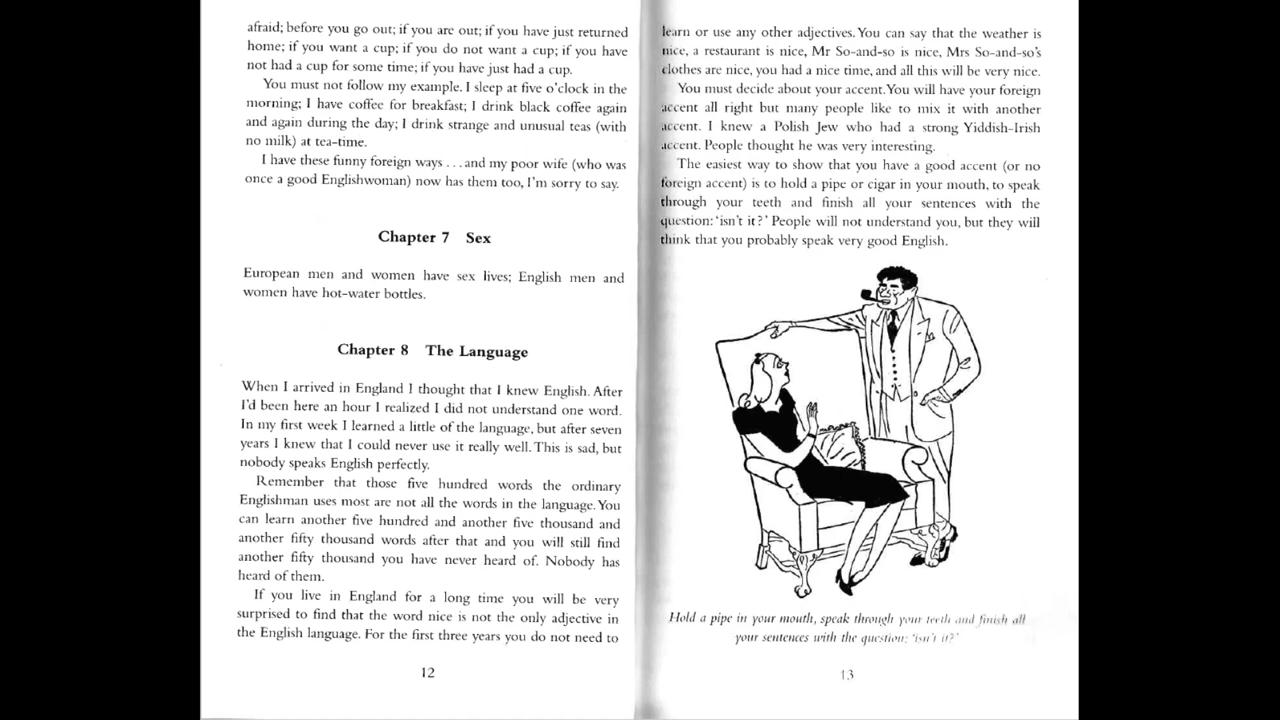 afraid; before you go out; if you are out; if you have just returned
home; if you want a cup; if you do not want a cup; if you have
not had a cup for some time; if you have just had a cup.
You must not follow my example. I sleep at five o'clock in the
morning; I have coffee for breakfast; I drink black coffee again
and again during the day; I drink strange and unusual teas (with
no milk) at tea-time.
I have these funny foreign ways . . . and my poor wife (who was
once a good Englishwoman) now has them too, I'm sorry to say.
Chapter 7 Sex
European men and women have sex lives; English men and
women have hot-water bottles.
Chapter 8 The Language
When I arrived in England I thought that I knew English. After
I'd been here an hour I realized I did not understand one word.
In my first week I learned a little of the language, but after seven
years I knew that I could never use it really well. This is sad, but
nobody speaks English perfectly.
Remember that those five hundred words the ordinary
Englishman uses most are not all the words in the language. You
can learn another five hundred and another five thousand and
another fifty thousand words after that and you will still find
another fifty thousand you have never heard of. Nobody has
heard of them.
If you live in England for a long time you will be very
surprised to find that the word nice is not the only adjective in
the English language. For the first three years you do not need to
12
learn or use any other adjectives. You can say that the weather is
nice, a restaurant is nice, Mr So-and-so is nice, Mrs So-and-so's
clothes are nice, you had a nice time, and all this will be very nice.
You must decide about your accent. You will have your foreign
accent all right but many people like to mix it with another
accent. I knew a Polish Jew who had a strong Yiddish-Irish
accent. People thought he was very interesting.
The easiest way to show that you have a good accent (or no
foreign accent) is to hold a pipe or cigar in your mouth, to speak
through your teeth and finish all your sentences with the
question: 'isn't it?' People will not understand you, but they will
think that you probably speak very good English.
Hold a pipe in your mouth, speak through your teeth and finish all
your sentences with the question: 'isn't it?'
13